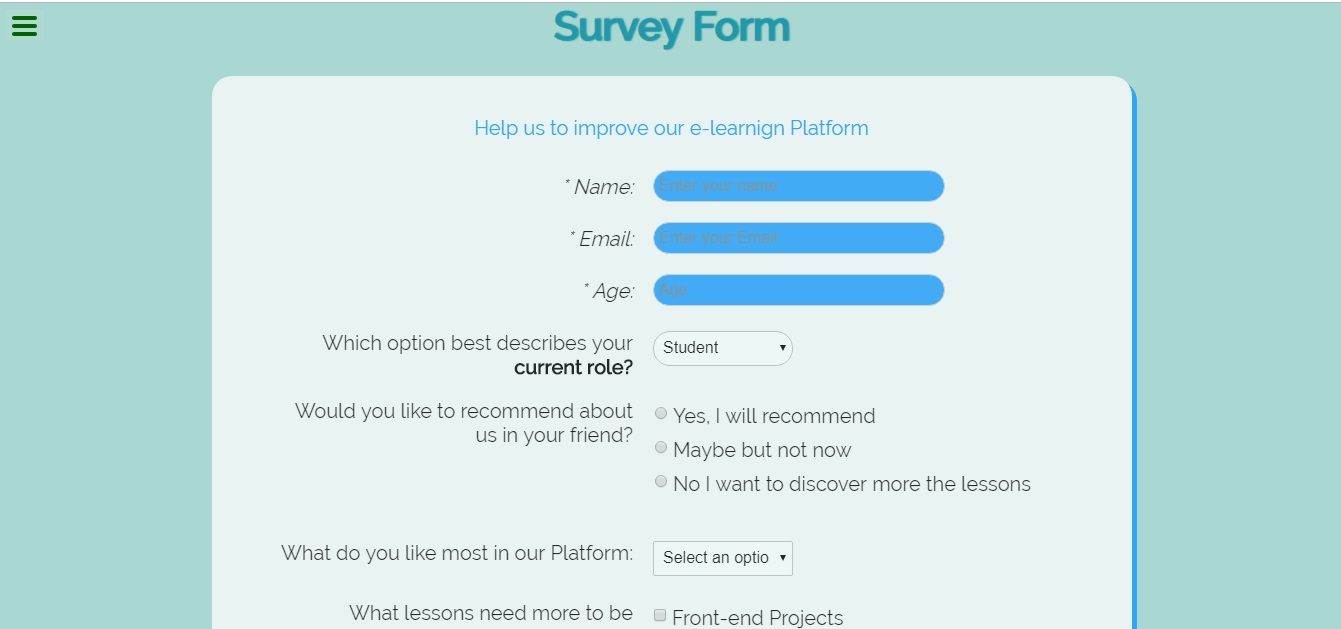 Survey Form
Help us to improve our e-learnign Platform
* Name:
Enter your name
* Email:
Enter your Email
* Age:
Age
Which option best describes your
current role?
Student
Would you like to recommend about
us in your friend?
Yes, I will recommend
Maybe but not now
No I want to discover more the lessons
What do you like most in our Platform:
Select an optio
What lessons need more to be
Front-end Projects